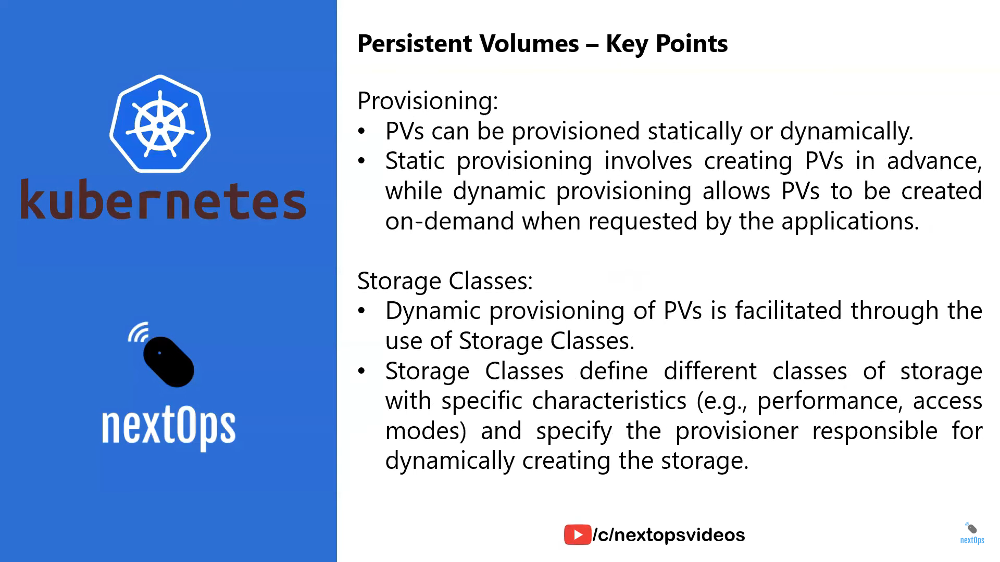 Persistent Volumes – Key Points
Provisioning:
• PVs can be provisioned statically or dynamically.
• Static provisioning involves creating PVs in advance,
while dynamic provisioning allows PVs to be created
on-demand when requested by the applications.
Storage Classes:
• Dynamic provisioning of PVs is facilitated through the
use of Storage Classes.
• Storage Classes define different classes of storage
with specific characteristics (e.g., performance, access
modes) and specify the provisioner responsible for
dynamically creating the storage.
kubernetes
nextOps
/c/nextopsvideos
nextOps